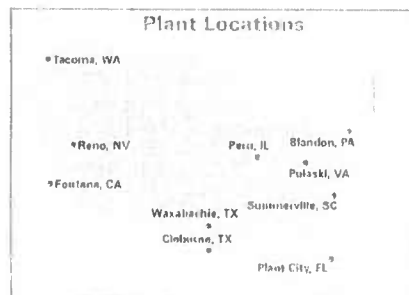 Plant Locations
Tacoma, WA
Reno, NV
Peru, IL
Blandon, PA
Fontana, CA
Pulaski, VA
Waxahachie, TX
Summerville, SC
Cleburne, TX
Plant City, FL